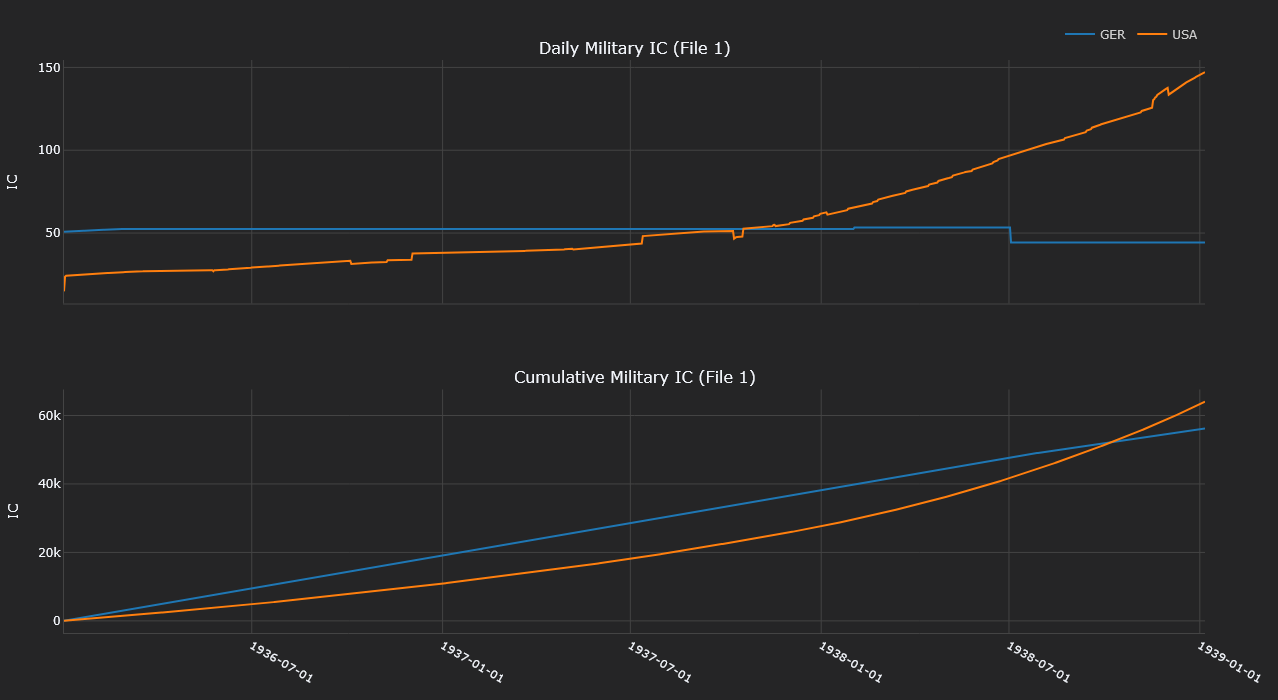 GER USA
Daily Military IC (File 1)
150
100
50
IC
Cumulative Military IC (File 1)
60k
40k
20k
0
IC
1936-07-01 1937-01-01 1937-07-01 1938-01-01 1938-07-01 1939-01-01